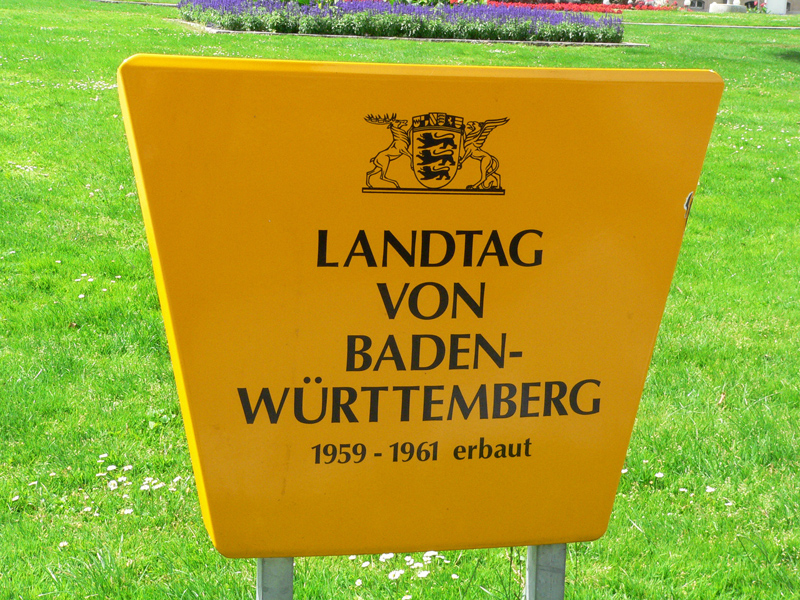 LANDTAG
VON
BADEN-
WÜRTTEMBERG
1959 - 1961 erbaut